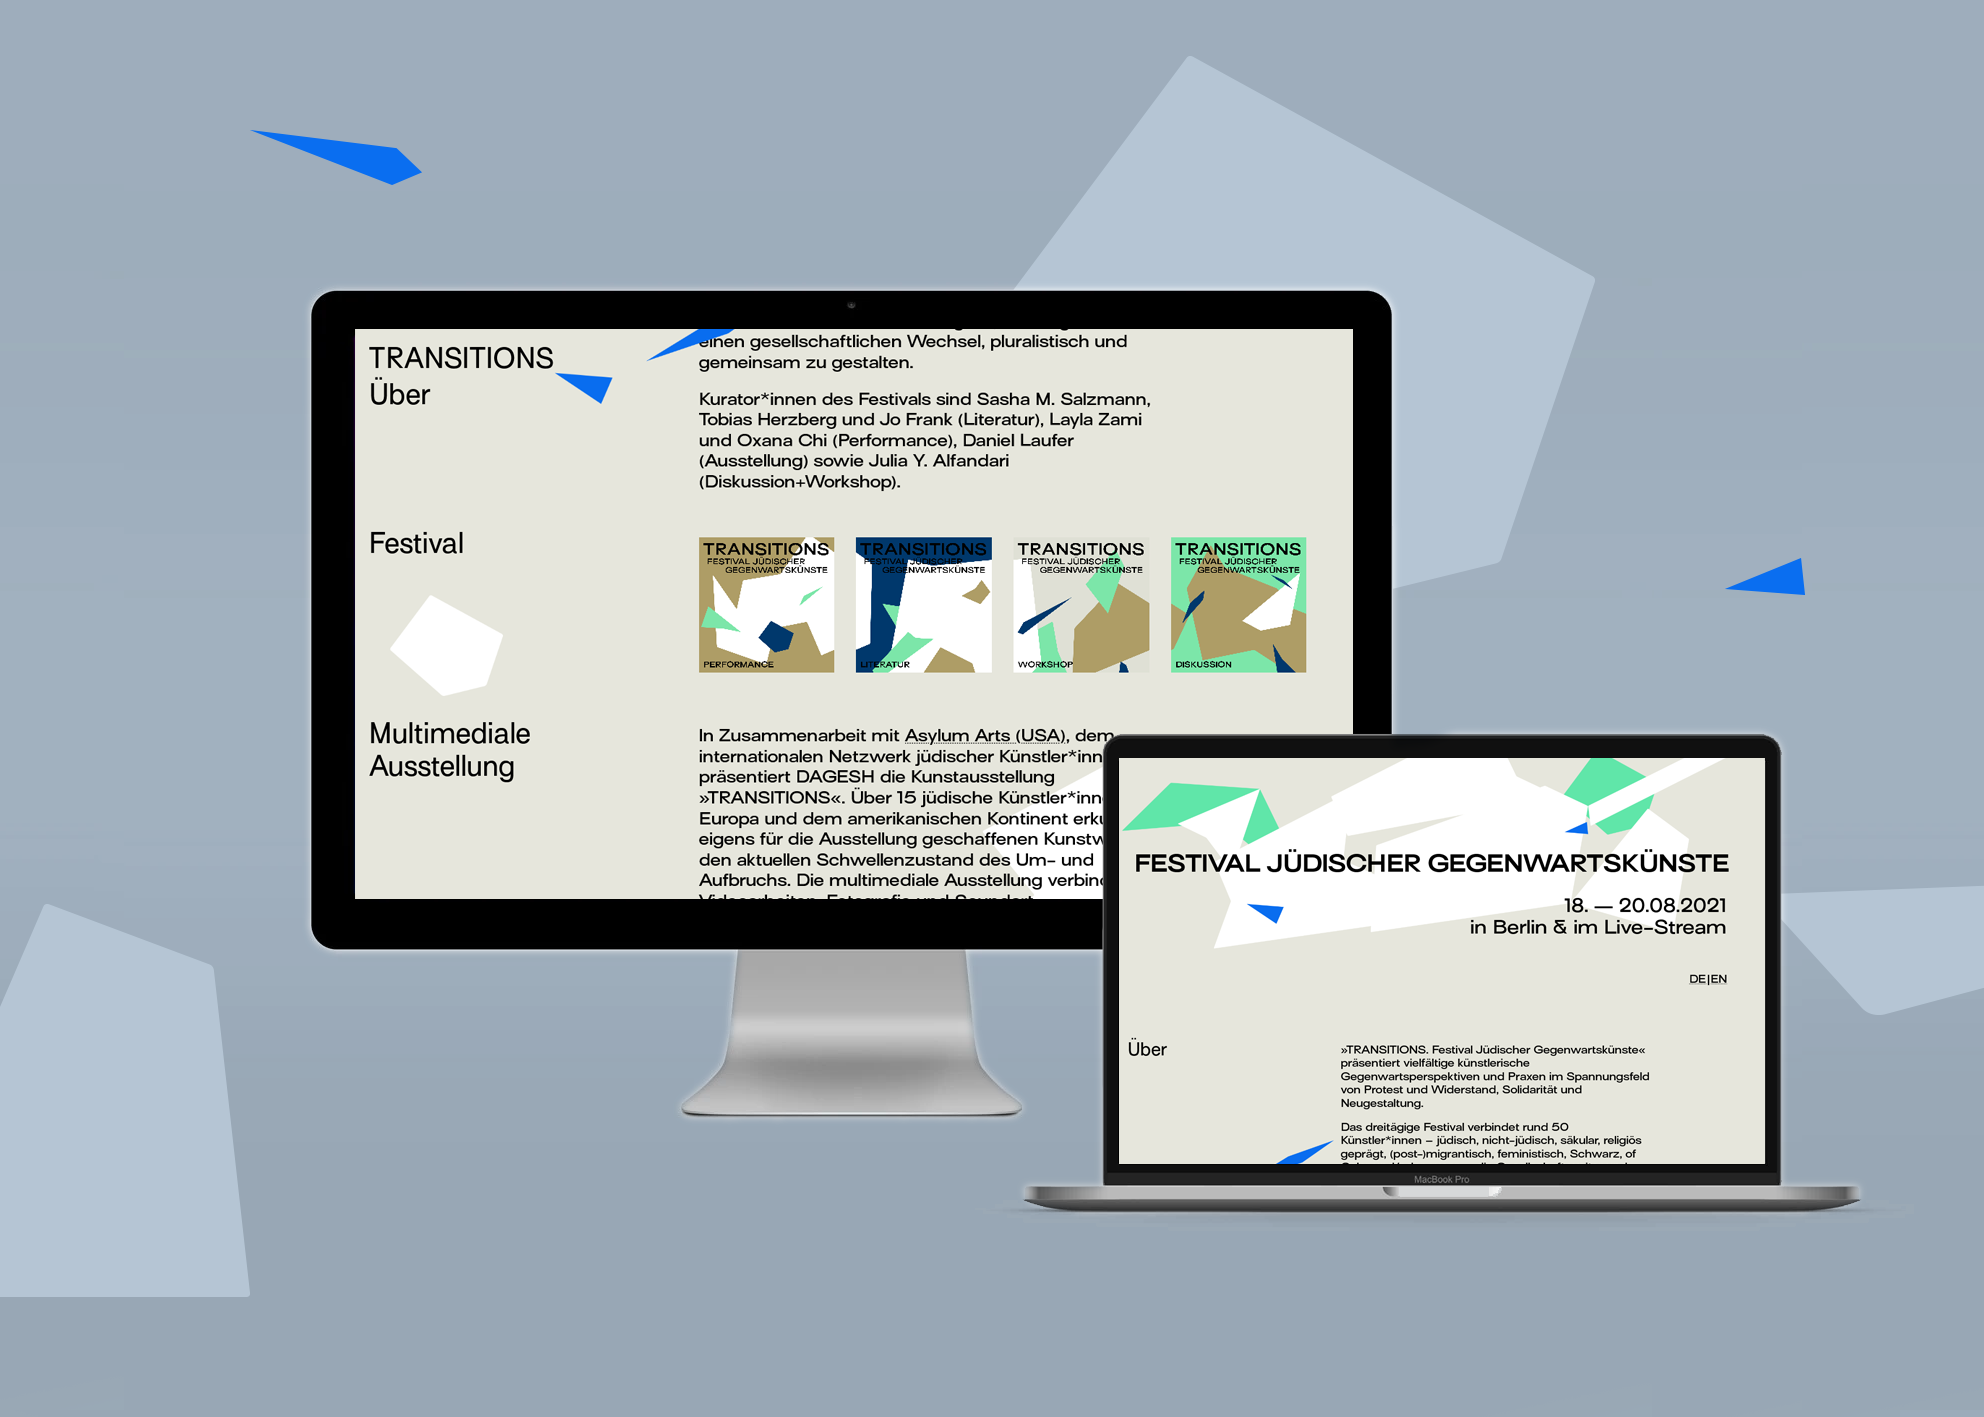 TRANSITIONS
Über
einen gesellschaftlichen Wechsel, pluralistisch und
gemeinsam zu gestalten.
Kurator*innen des Festivals sind Sasha M. Salzmann,
Tobias Herzberg und Jo Frank (Literatur), Layla Zami
und Oxana Chi (Performance), Daniel Laufer
(Ausstellung) sowie Julia Y. Alfandari
(Diskussion+Workshop).
Festival
TRANSITIONS
FESTIVAL JÜDISCHER
GEGENWARTSKÜNSTE
PERFORMANCE
TRANSITIONS
FESTIVAL JÜDISCHER
GEGENWARTSKÜNSTE
LITERATUR
TRANSITIONS
FESTIVAL JÜDISCHER
GEGENWARTSKÜNSTE
WORKSHOP
TRANSITIONS
FESTIVAL JÜDISCHER
GEGENWARTSKÜNSTE
DISKUSSION
Multimediale
Ausstellung
In Zusammenarbeit mit Asylum Arts (USA), dem
internationalen Netzwerk jüdischer Künstler*inn
präsentiert DAGESH die Kunstausstellung
»TRANSITIONS«. Über 15 jüdische Künstler*inn
Europa und dem amerikanischen Kontinent erku
eigens für die Ausstellung geschaffenen Kunstw
den aktuellen Schwellenzustand des Um- und
Aufbruchs. Die multimediale Ausstellung verbin
FESTIVAL JÜDISCHER GEGENWARTSKÜNSTE
18. — 20.08.2021
in Berlin & im Live-Stream
DE|EN
Über
»TRANSITIONS. Festival Jüdischer Gegenwartskünste«
präsentiert vielfältige künstlerische
Gegenwartsperspektiven und Praxen im Spannungsfeld
von Protest und Widerstand, Solidarität und
Neugestaltung.
Das dreitägige Festival verbindet rund 50
Künstler*innen – jüdisch, nicht-jüdisch, säkular, religiös
geprägt, (post-)migrantisch, feministisch, Schwarz, of
MacBook Pro